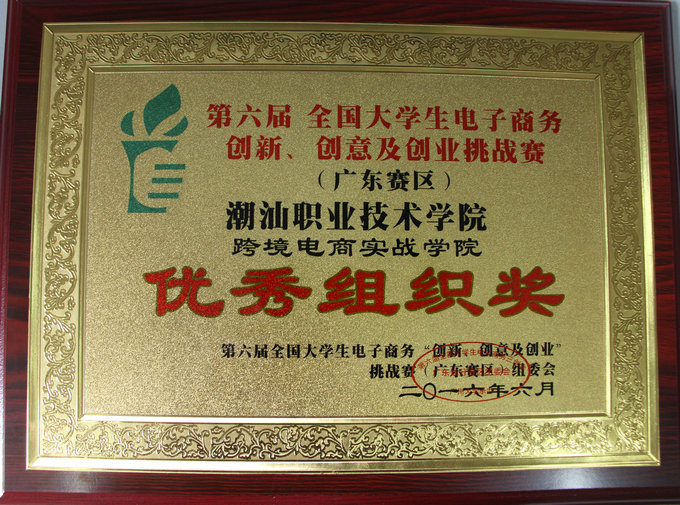 第六届 全国大学生电子商务
创新、创意及创业挑战赛
（广东赛区）
潮汕职业技术学院
跨境电商实战学院
优秀组织奖
第六届全国大学生电子商务“创新、创意及创业”
挑战赛（广东赛区）组委会
二〇一六年六月